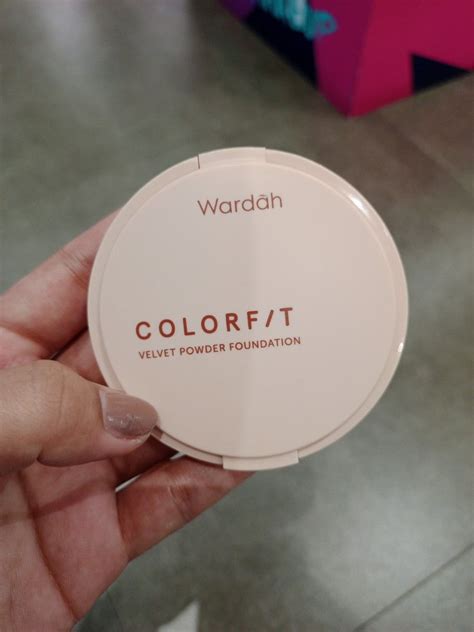 Wardāh
COLORF/T
VELVET POWDER FOUNDATION